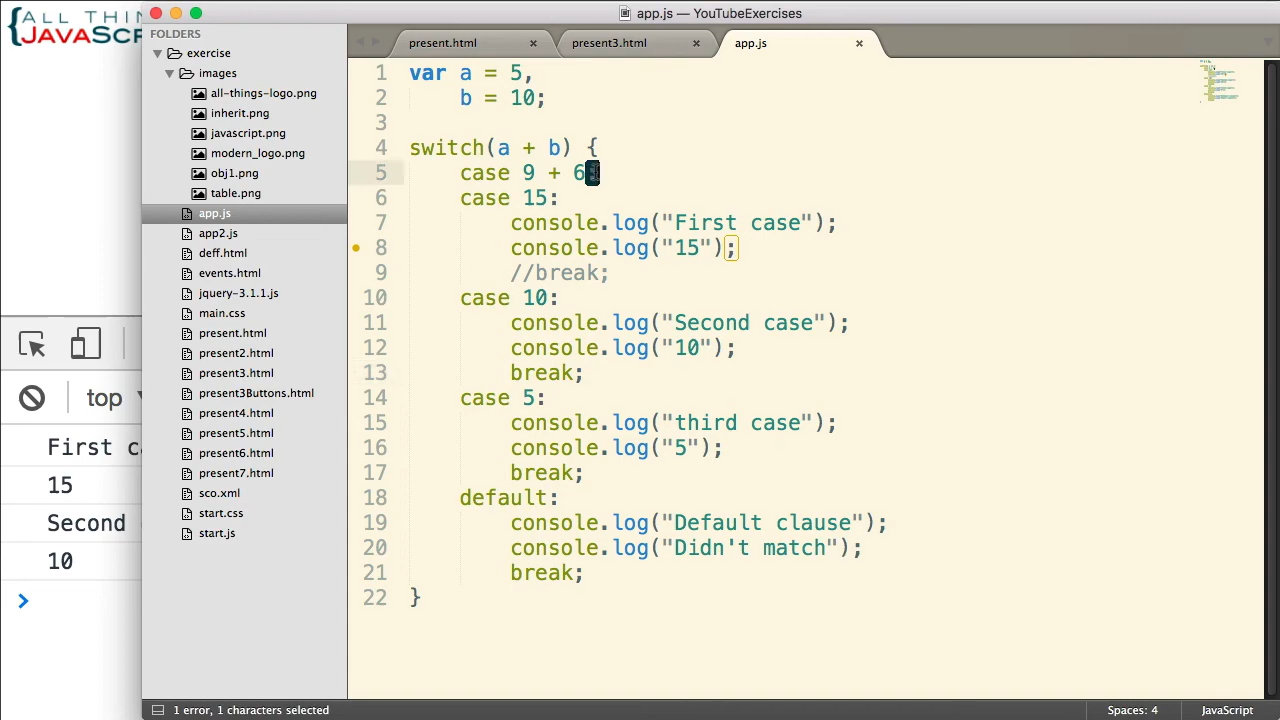 {ALL THIN
JAVASCRI
app.js — YouTubeExercises
FOLDERS
exercise
images
all-things-logo.png
inherit.png
javascript.png
modern_logo.png
obj1.png
table.png
app.js
app2.js
deff.html
events.html
jquery-3.1.1.js
main.css
present.html
present2.html
present3.html
present3Buttons.html
present4.html
present5.html
present6.html
present7.html
sco.xml
start.css
start.js
present.html
present3.html
app.js
1 var a = 5,
2 b = 10;
3
4 switch(a + b) {
5 case 9 + 6:
6 case 15:
7 console.log("First case");
8 console.log("15");
9 //break;
10 case 10:
11 console.log("Second case");
12 console.log("10");
13 break;
14 case 5:
15 console.log("third case");
16 console.log("5");
17 break;
18 default:
19 console.log("Default clause");
20 console.log("Didn't match");
21 break;
22 }
top
First c
15
Second
10
1 error, 1 characters selected
Spaces: 4
JavaScript